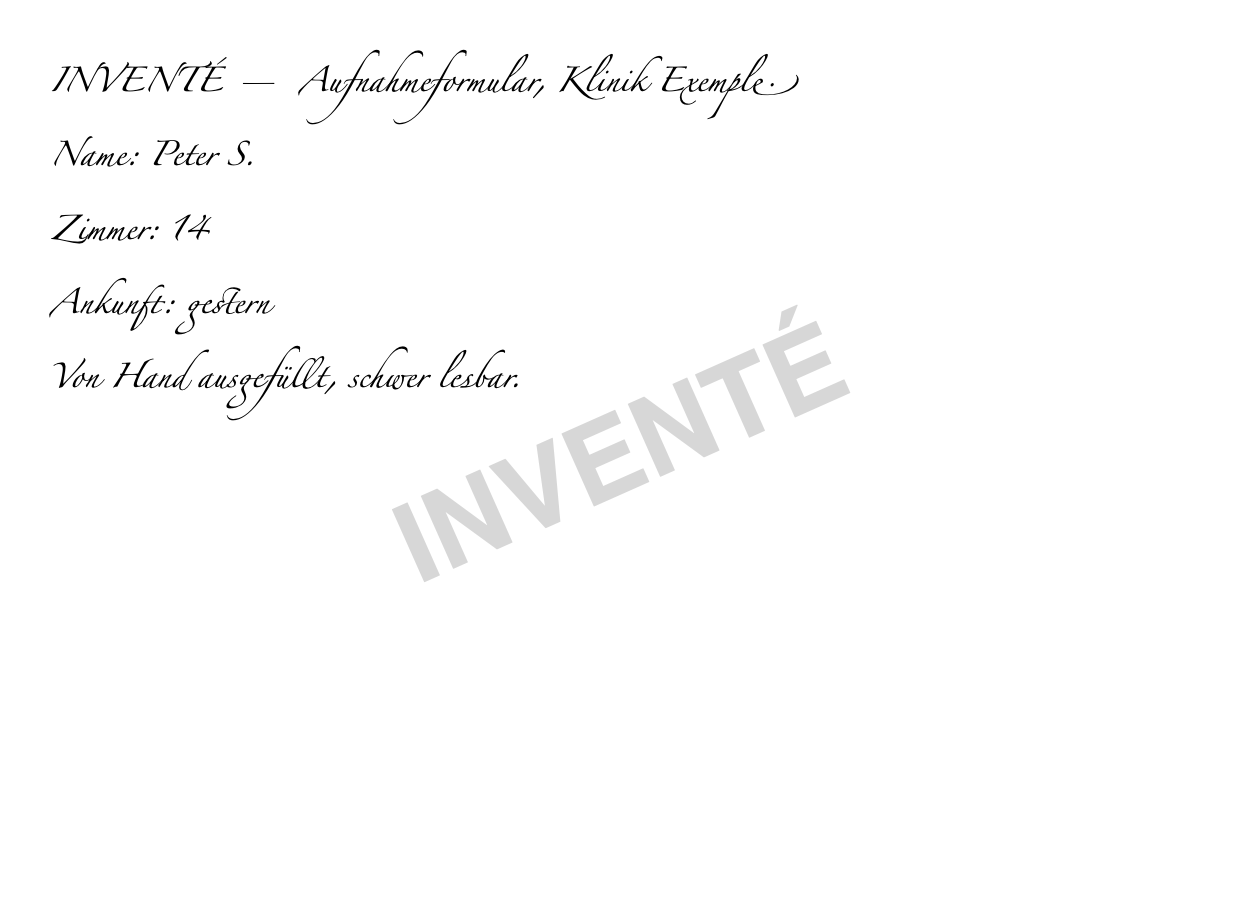 INVENTÉ — Aufnahmeformular, Klinik Exemple.
Name: Peter S.
Zimmer: 14
Ankunft: gestern
Von Hand ausgefüllt, schwer lesbar.
INVENTÉ